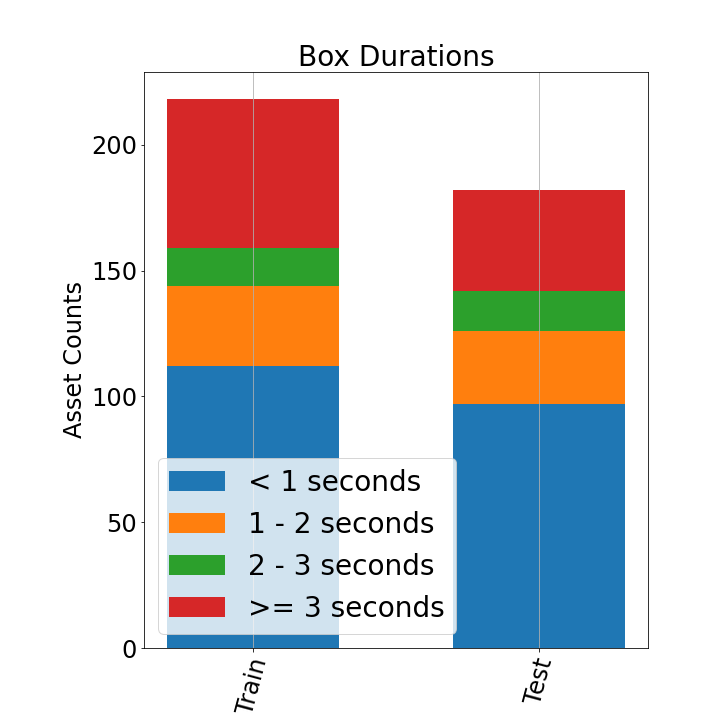 Box Durations
Asset Counts
200
150
100
50
0
< 1 seconds
1 - 2 seconds
2 - 3 seconds
>= 3 seconds
Train
Test